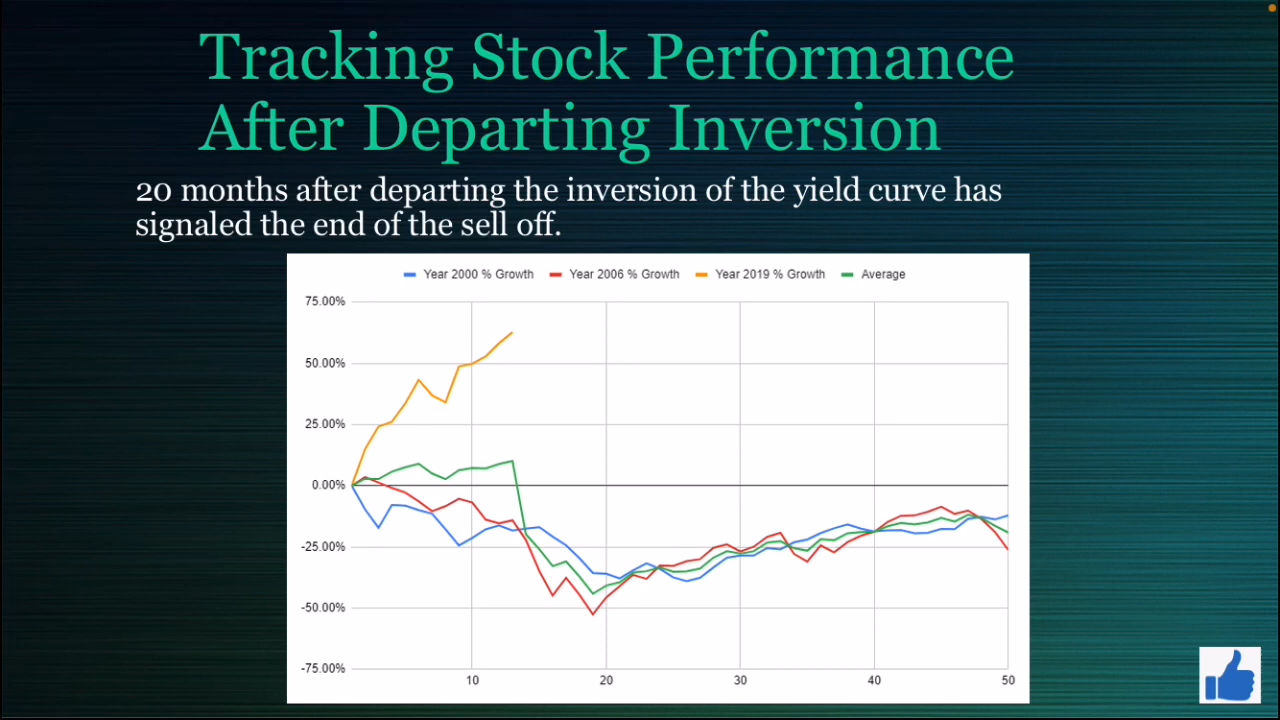 Tracking Stock Performance
After Departing Inversion
20 months after departing the inversion of the yield curve has
signaled the end of the sell off.
Year 2000 % Growth Year 2006 % Growth Year 2019 % Growth Average
75.00%
50.00%
25.00%
0.00%
-25.00%
-50.00%
-75.00%
10 20 30 40 50